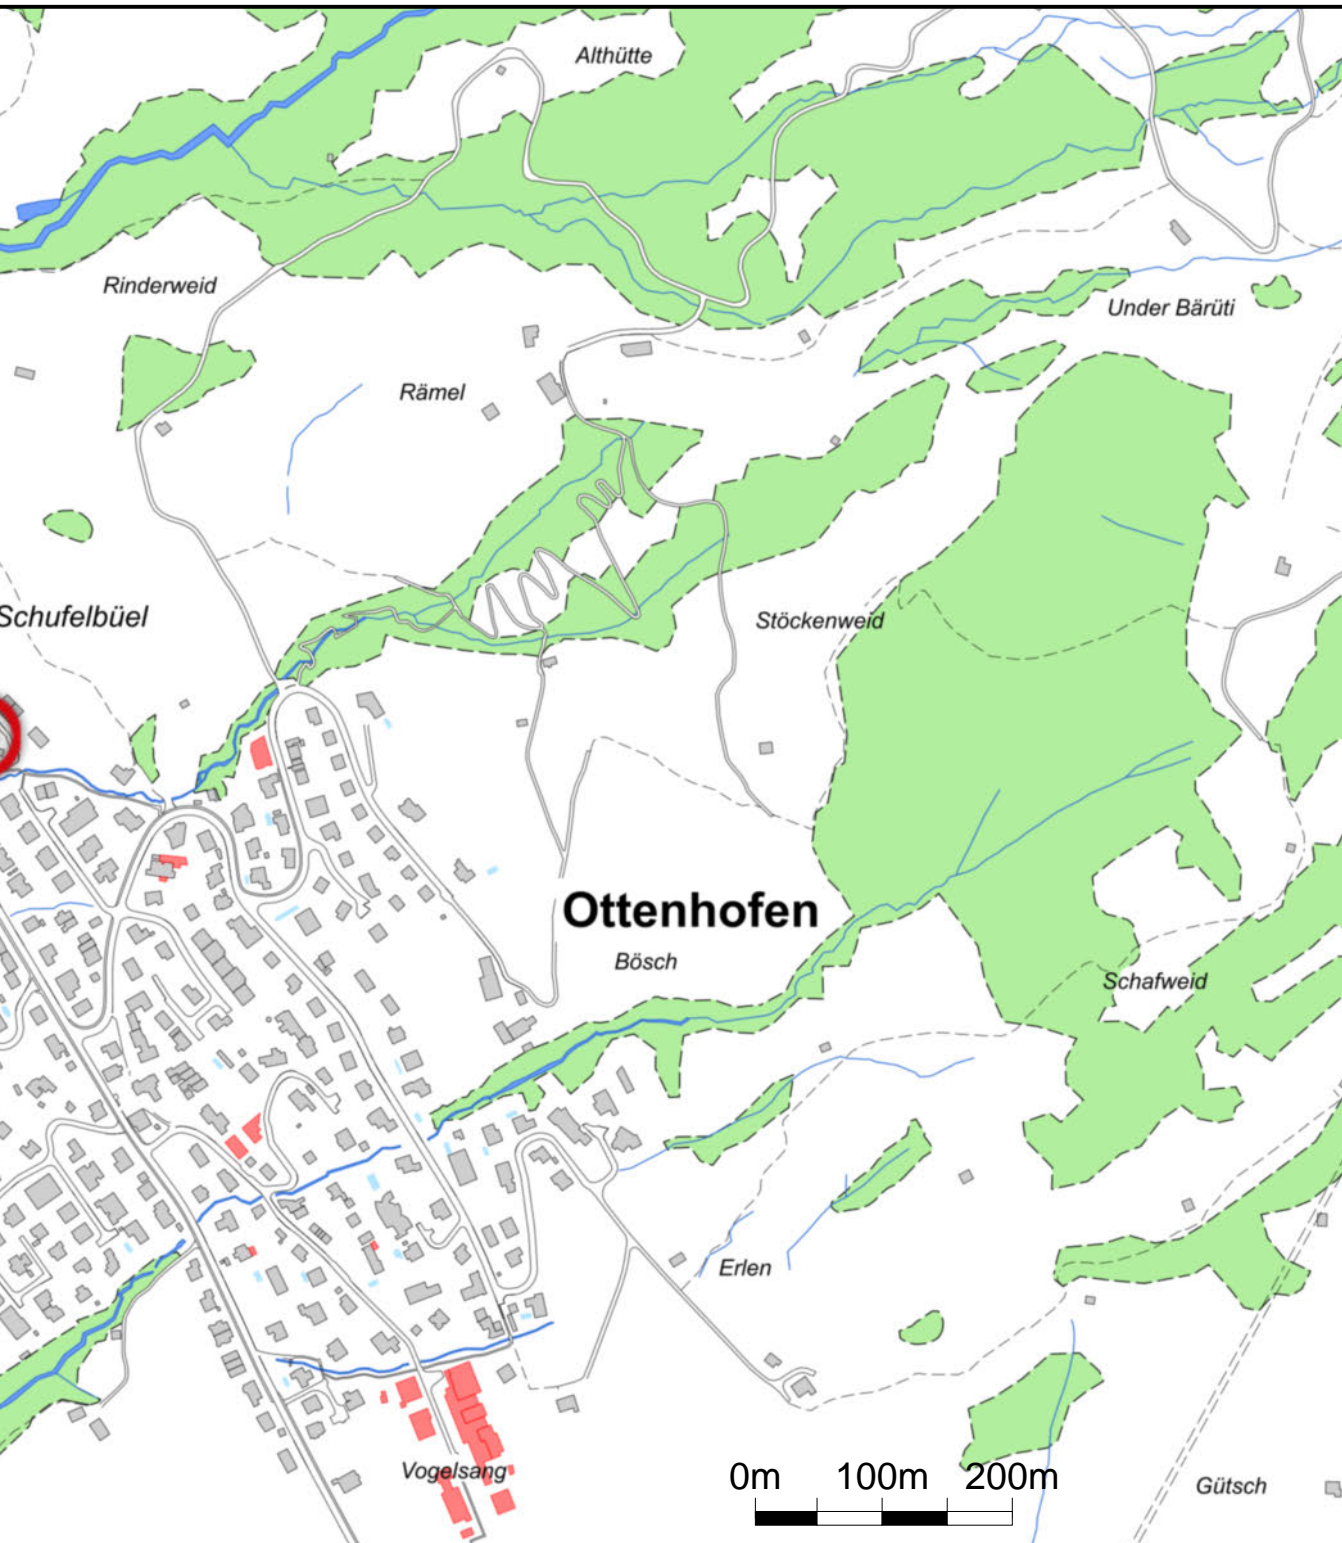 Althütte
Rinderweid
Under Bärüti
Rämel
Schufelbüel
Stöckenweid
Ottenhofen
Bösch
Schafweid
Erlen
Vogelsang
0m 100m 200m
Gütsch